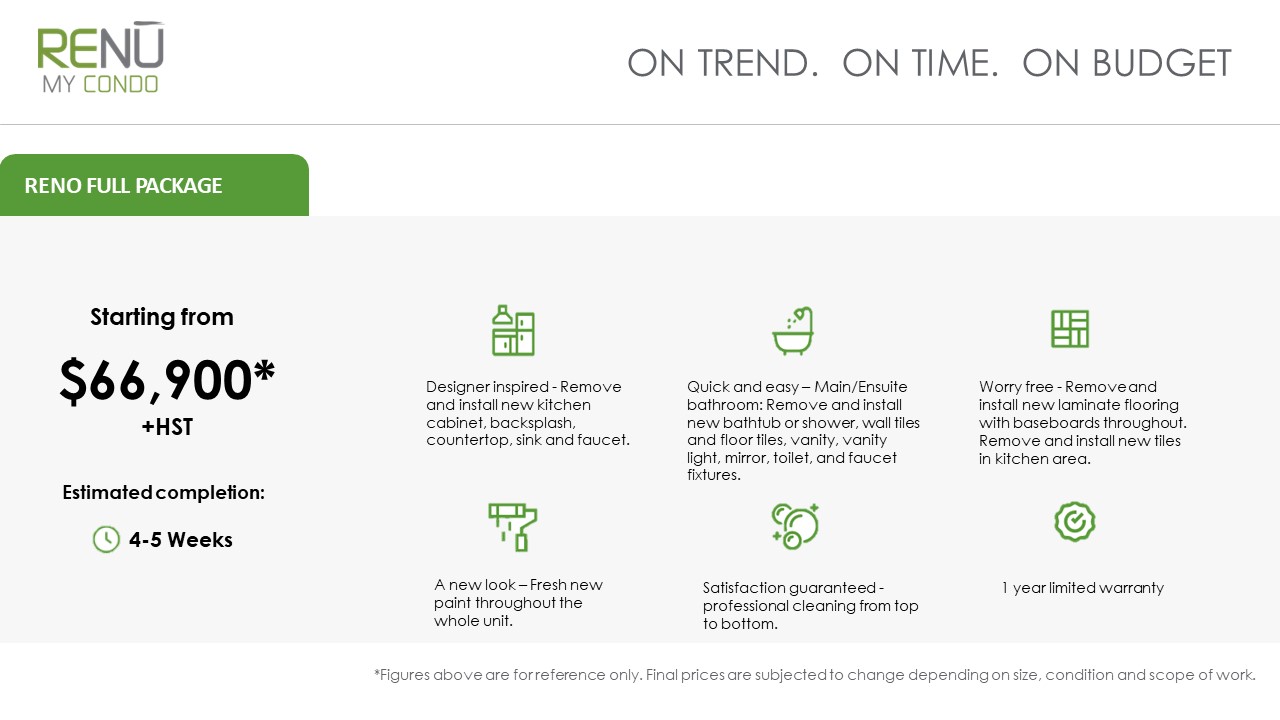 RENŪ
MY CONDO
ON TREND. ON TIME. ON BUDGET
RENO FULL PACKAGE
Starting from
$66,900*
+HST
Estimated completion:
4-5 Weeks
Designer inspired - Remove
and install new kitchen
cabinet, backsplash,
countertop, sink and faucet.
Quick and easy – Main/Ensuite
bathroom: Remove and install
new bathtub or shower, wall tiles
and floor tiles, vanity, vanity
light, mirror, toilet, and faucet
fixtures.
Worry free - Remove and
install new laminate flooring
with baseboards throughout.
Remove and install new tiles
in kitchen area.
A new look – Fresh new
paint throughout the
whole unit.
Satisfaction guaranteed -
professional cleaning from top
to bottom.
1 year limited warranty
*Figures above are for reference only. Final prices are subjected to change depending on size, condition and scope of work.